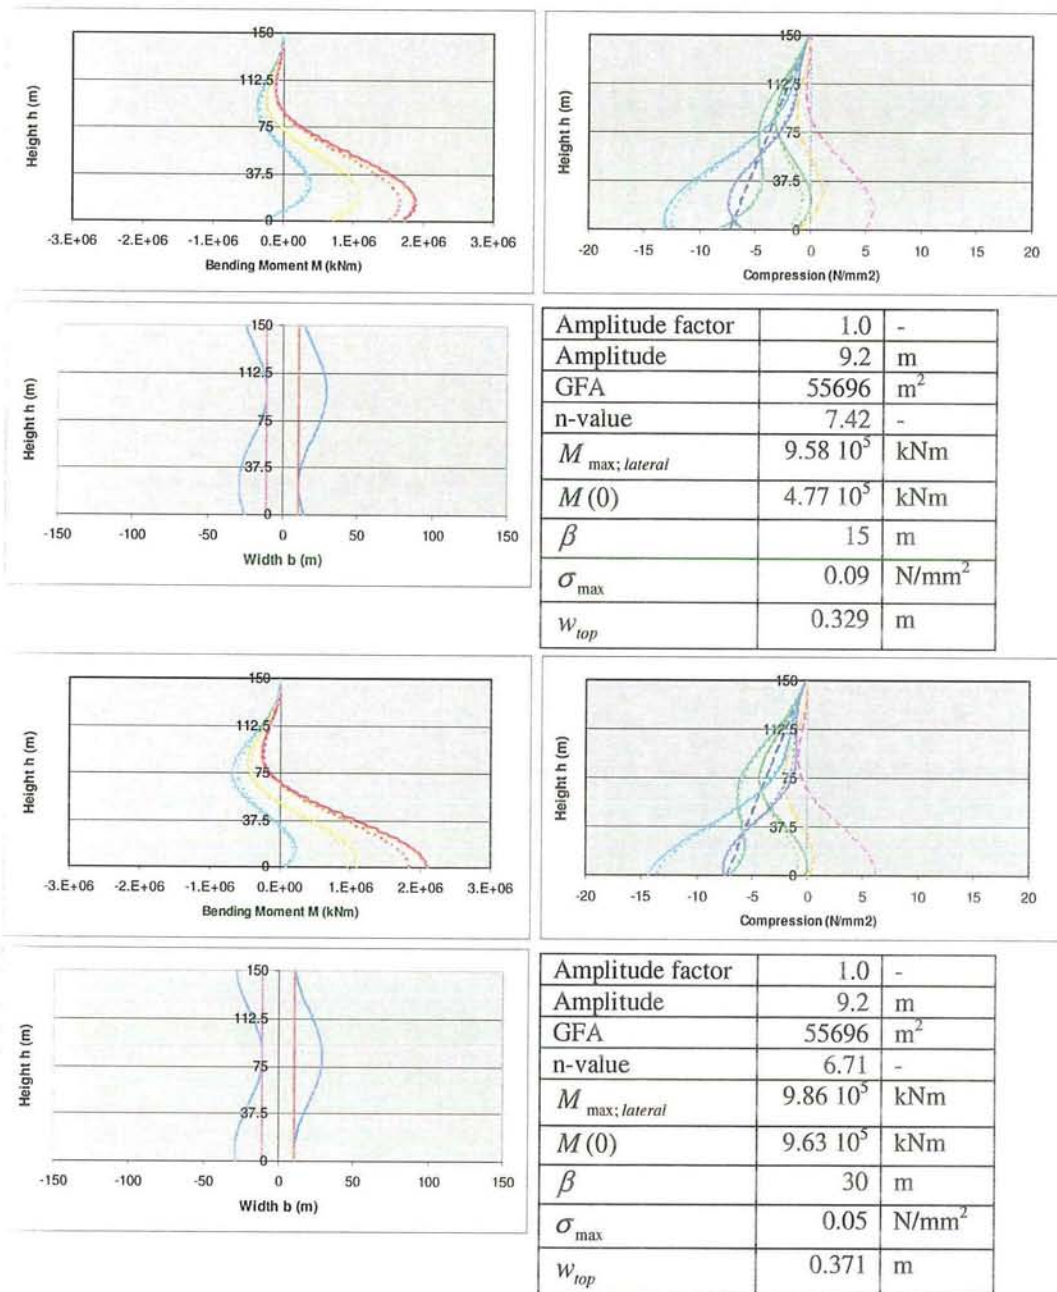 150
112.5
75
37.5
0
-3.E+06 -2.E+06 -1.E+06 0.E+00 1.E+06 2.E+06 3.E+06
Height h (m)
Bending Moment M (kNm)
150
112.5
75
37.5
0
-20 -15 -10 -5 0 5 10 15 20
Height h (m)
Compression (N/mm2)
150
112.5
75
37.5
0
-150 -100 -50 0 50 100 150
Height h (m)
Width b (m)
Amplitude factor 1.0 -
Amplitude 9.2 m
GFA 55696 m²
n-value 7.42 -
M max; lateral 9.58 10⁵ kNm
M (0) 4.77 10⁵ kNm
β 15 m
σ max 0.09 N/mm²
w top 0.329 m
150
112.5
75
37.5
0
-3.E+06 -2.E+06 -1.E+06 0.E+00 1.E+06 2.E+06 3.E+06
Height h (m)
Bending Moment M (kNm)
150
112.5
75
37.5
0
-20 -15 -10 -5 0 5 10 15 20
Height h (m)
Compression (N/mm2)
150
112.5
75
37.5
0
-150 -100 -50 0 50 100 150
Height h (m)
Width b (m)
Amplitude factor 1.0 -
Amplitude 9.2 m
GFA 55696 m²
n-value 6.71 -
M max; lateral 9.86 10⁵ kNm
M (0) 9.63 10⁵ kNm
β 30 m
σ max 0.05 N/mm²
w top 0.371 m